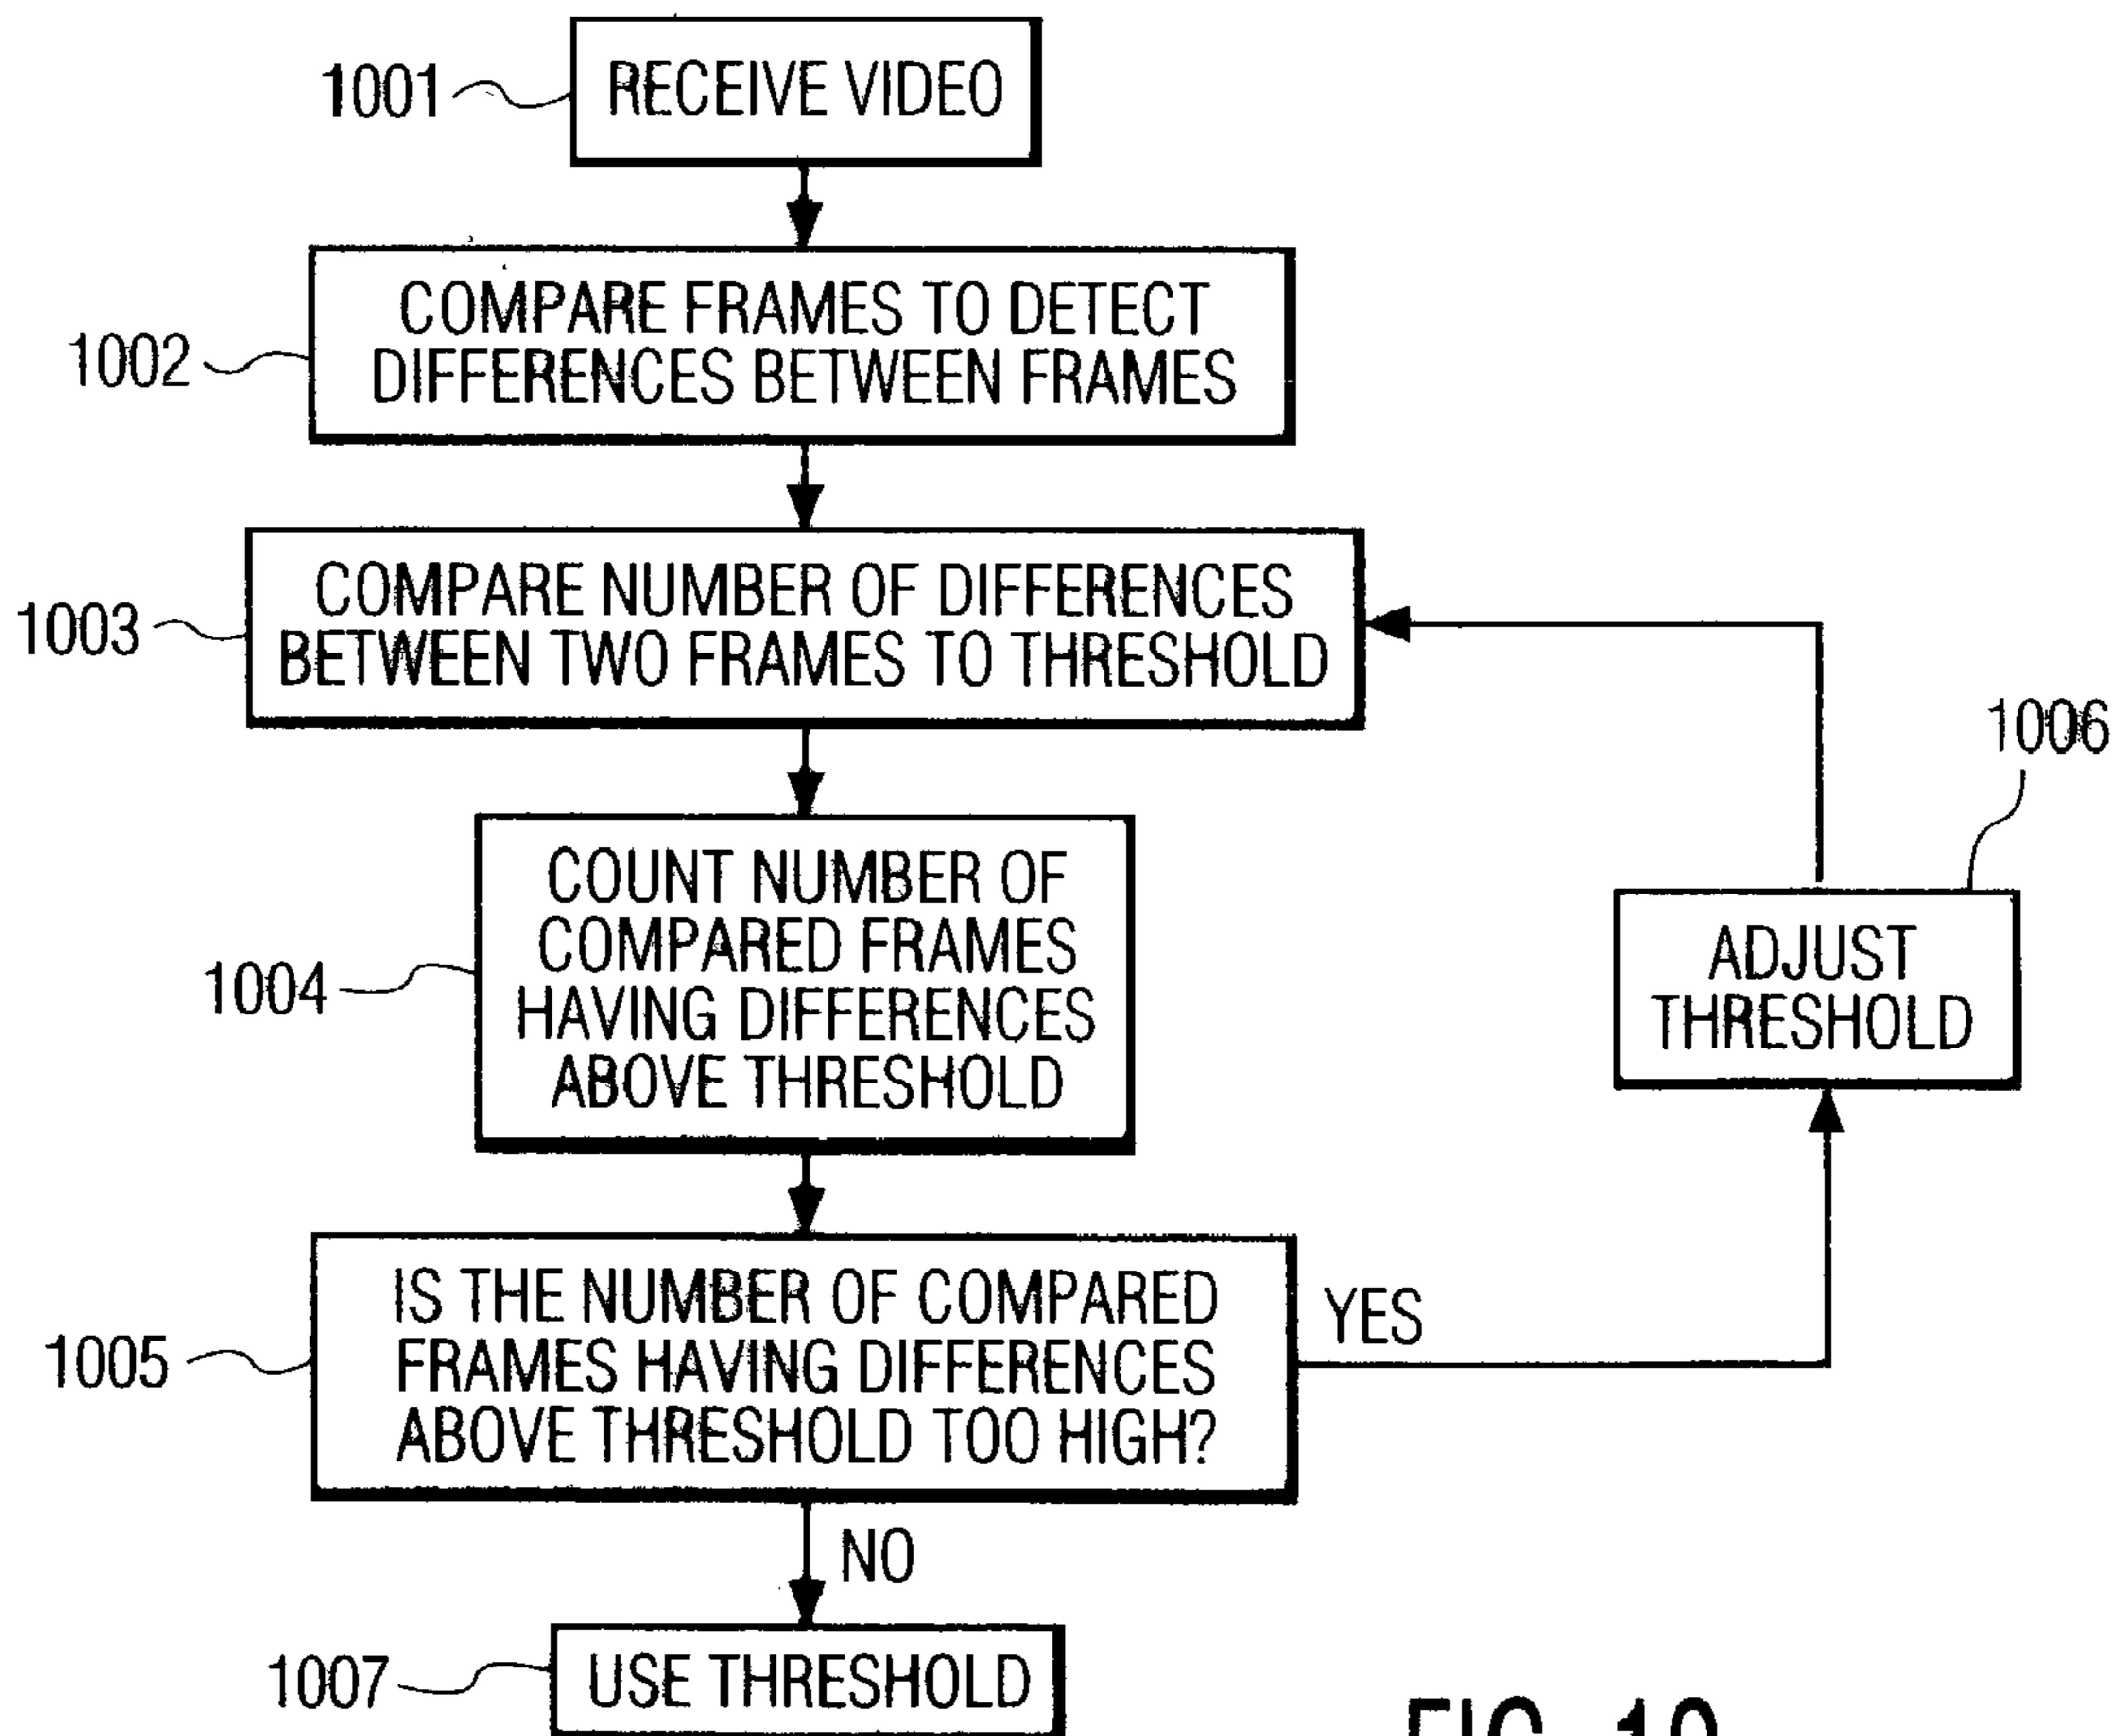 1001
RECEIVE VIDEO
1002
COMPARE FRAMES TO DETECT
DIFFERENCES BETWEEN FRAMES
1003
COMPARE NUMBER OF DIFFERENCES
BETWEEN TWO FRAMES TO THRESHOLD
1004
COUNT NUMBER OF
COMPARED FRAMES
HAVING DIFFERENCES
ABOVE THRESHOLD
1006
ADJUST
THRESHOLD
1005
IS THE NUMBER OF COMPARED
FRAMES HAVING DIFFERENCES
ABOVE THRESHOLD TOO HIGH?
YES
NO
1007
USE THRESHOLD
FIG. 10